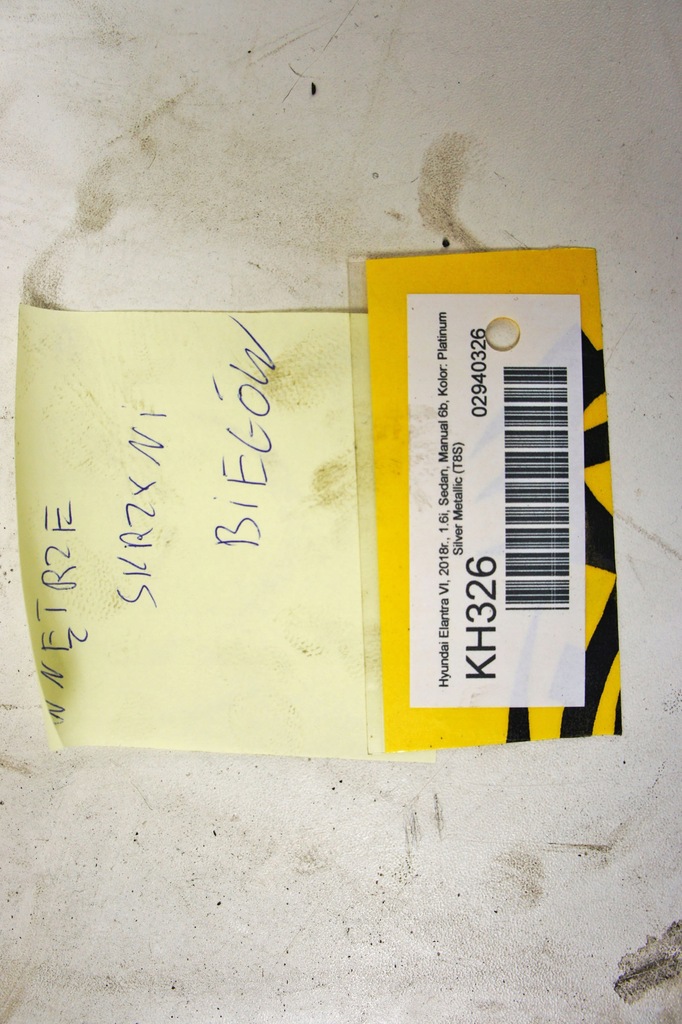 WNĘTRZE
SKRZYNI
BIEGÓW
Hyundai Elantra VI, 2018r., 1.6i, Sedan, Manual 6b, Kolor: Platinum
Silver Metallic (T8S)
KH326
02940326